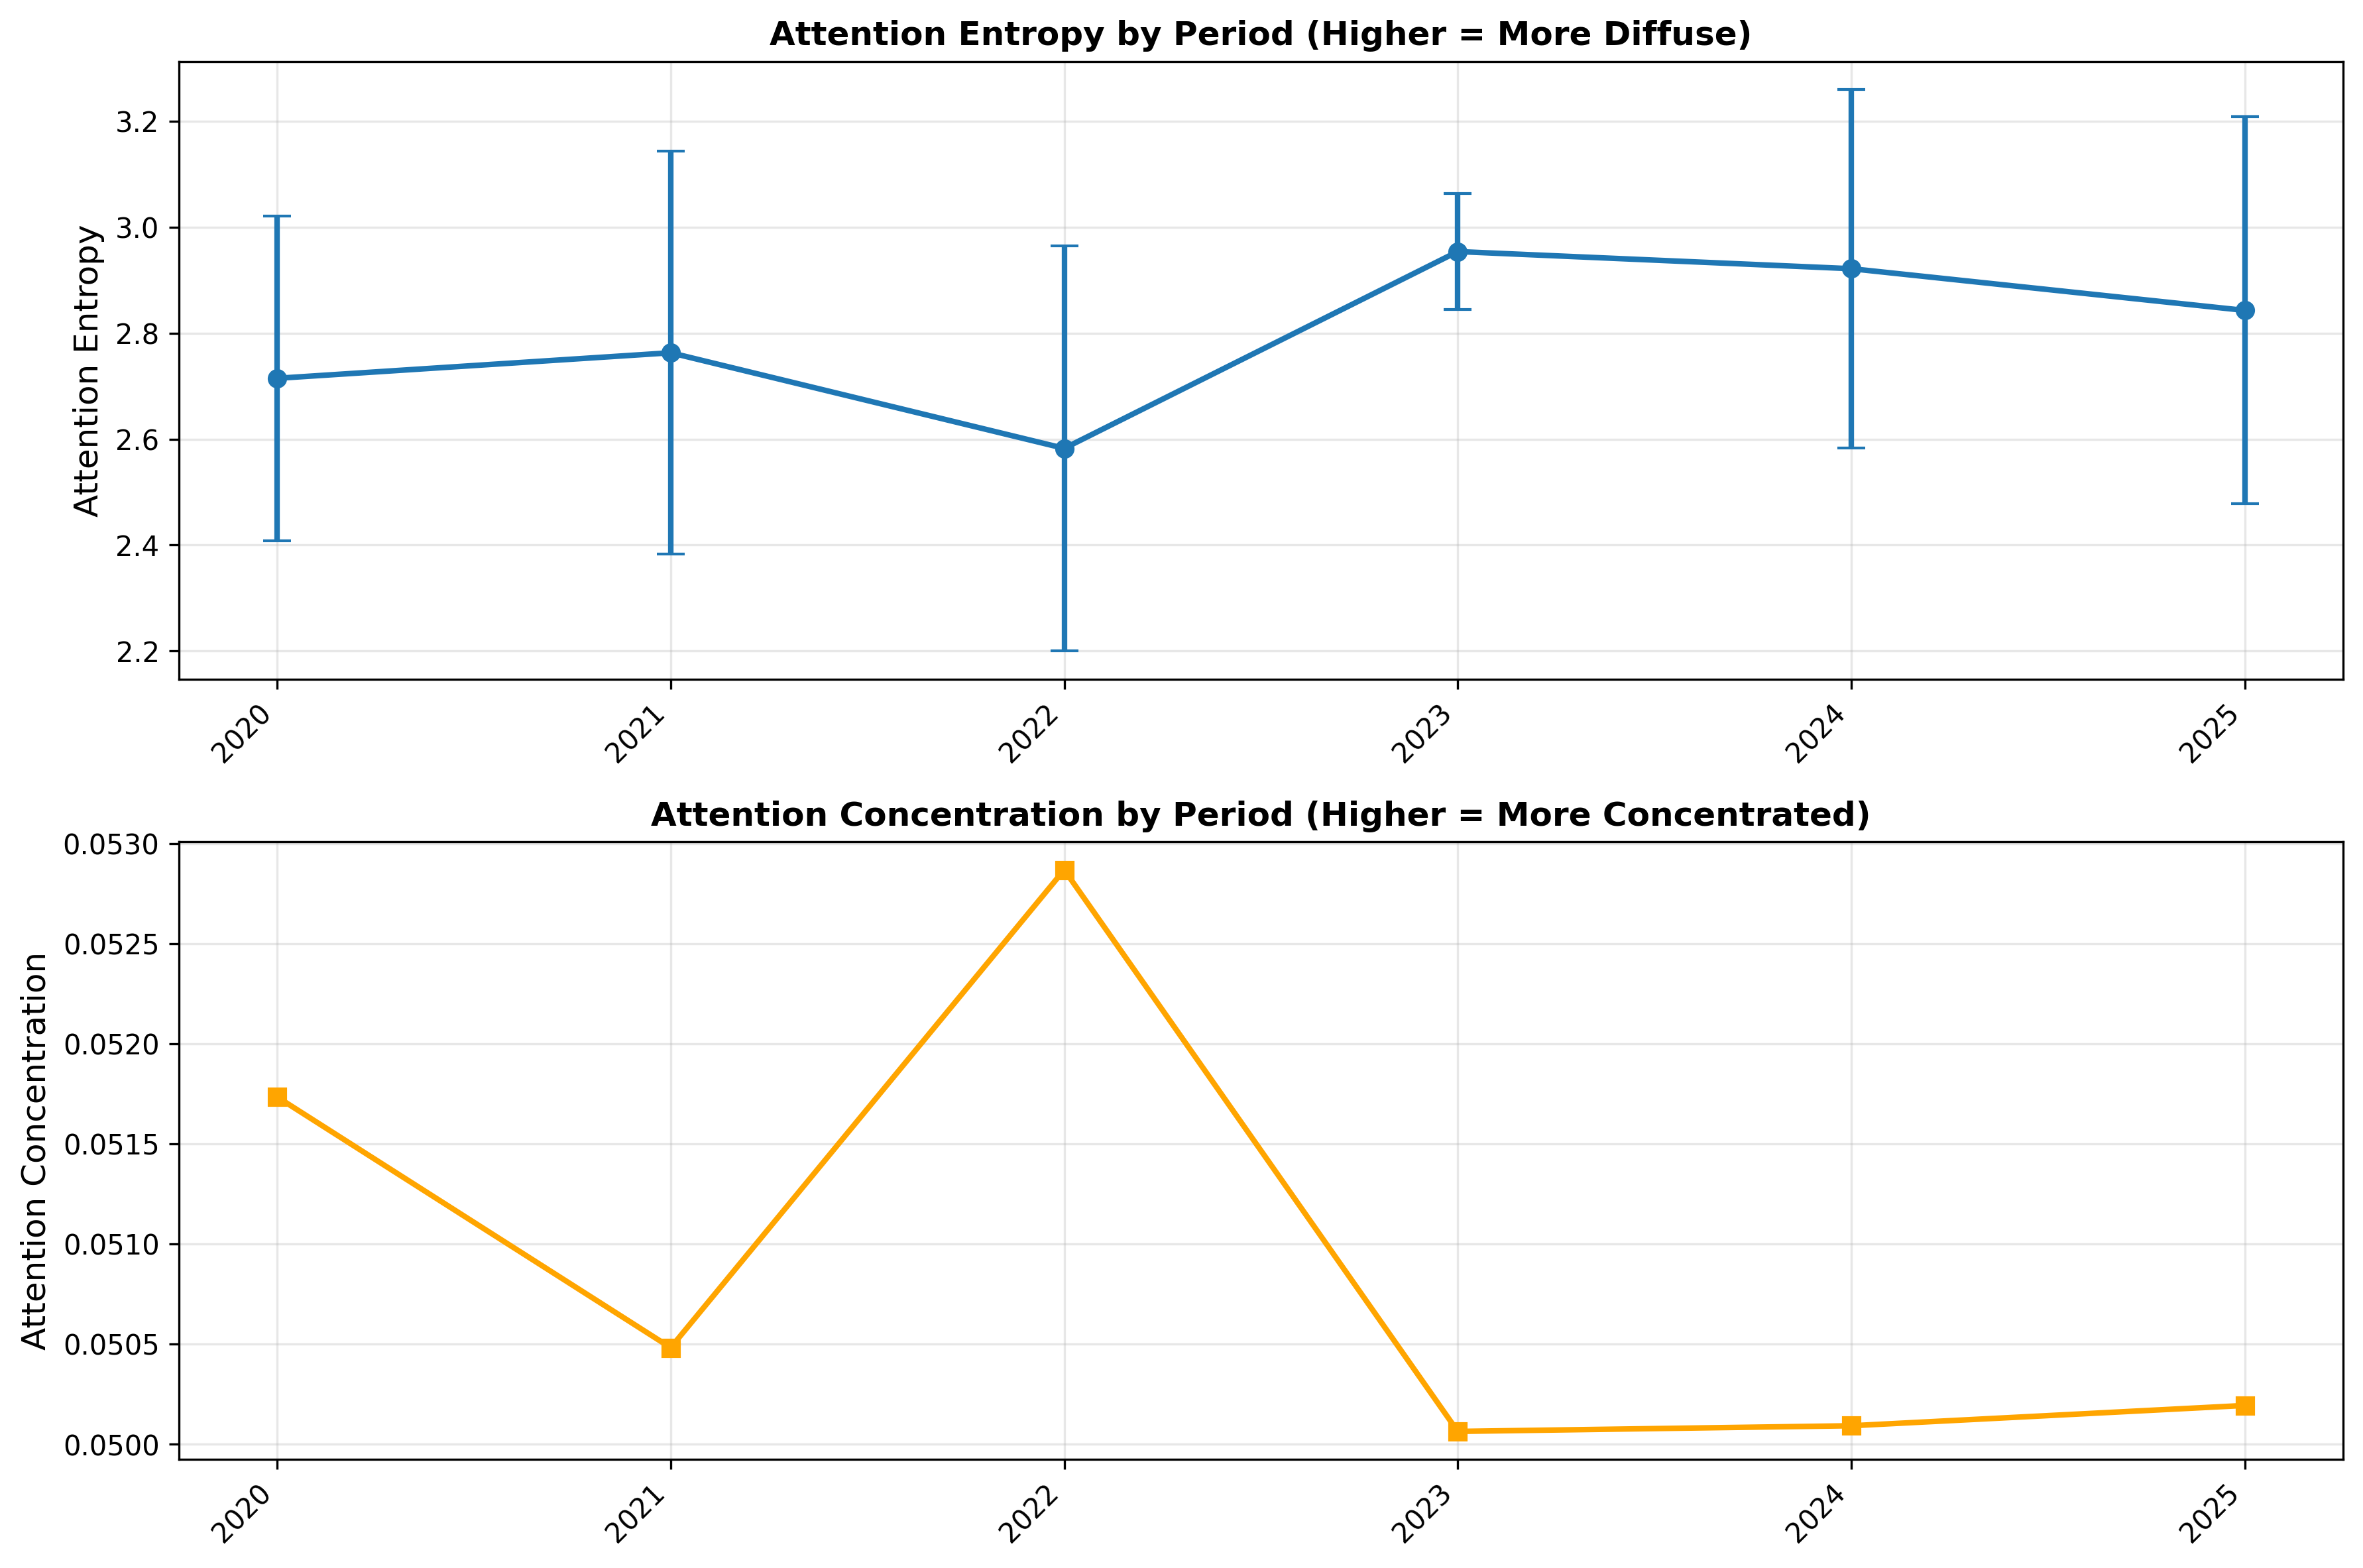 Attention Entropy by Period (Higher = More Diffuse)
Attention Entropy
3.2
3.0
2.8
2.6
2.4
2.2
2020 2021 2022 2023 2024 2025
Attention Concentration by Period (Higher = More Concentrated)
Attention Concentration
0.0530
0.0525
0.0520
0.0515
0.0510
0.0505
0.0500
2020 2021 2022 2023 2024 2025